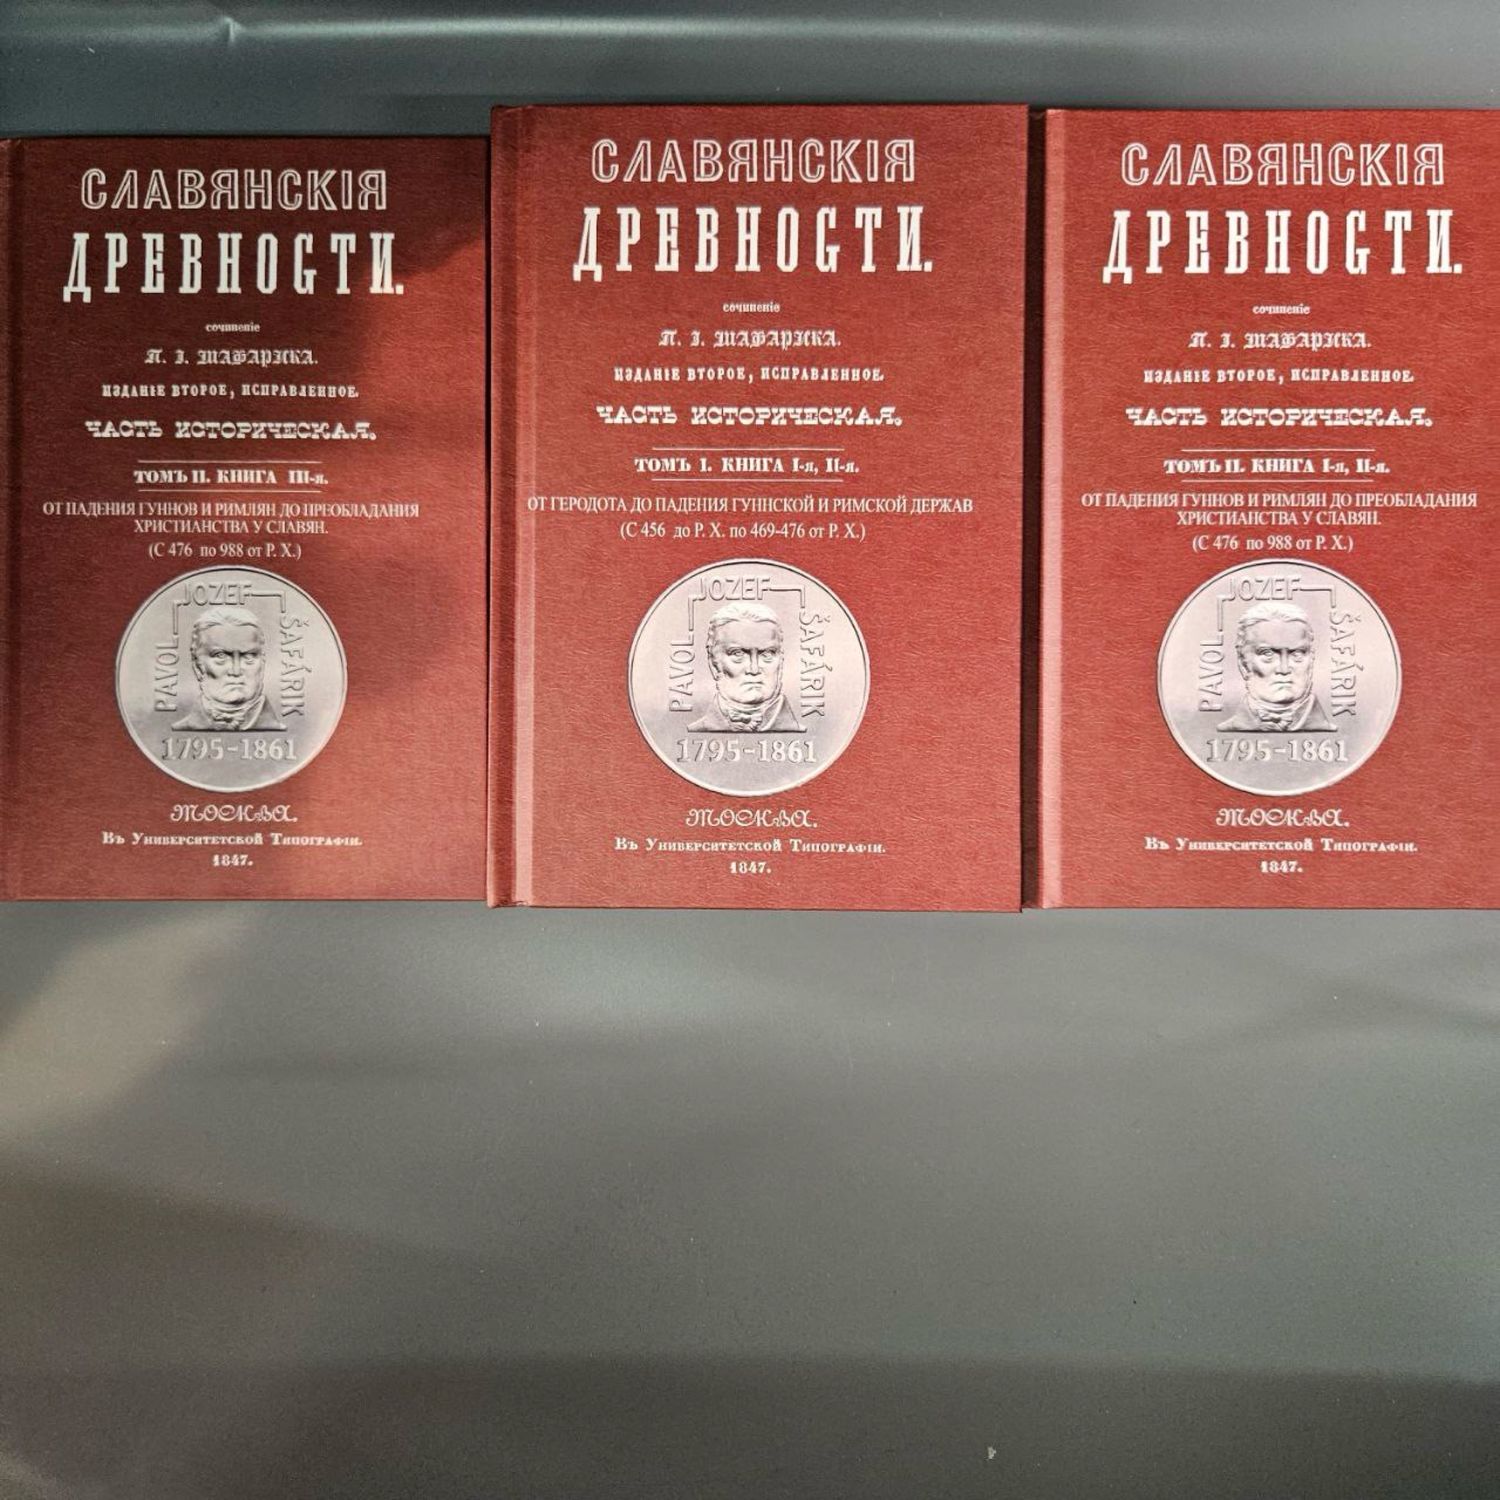 СЛАВЯНСКІЯ
ДРЕВНОСТИ.
сочиненіе
П. І. ШАФАРИКА.
ИЗДАНІЕ ВТОРОЕ, ИСПРАВЛЕННОЕ.
ЧАСТЬ ИСТОРИЧЕСКАЯ.
ТОМЪ II. КНИГА III-я.
ОТ ПАДЕНИЯ ГУННОВ И РИМЛЯН ДО ПРЕОБЛАДАНИЯ
ХРИСТИАНСТВА У СЛАВЯН.
(С 476 по 988 от Р. Х.)
PAVOL JOZEF ŠAFÁRIK
1795-1861
МОСКВА.
Въ Университетской Типографіи.
1847.
СЛАВЯНСКІЯ
ДРЕВНОСТИ.
сочиненіе
П. І. ШАФАРИКА.
ИЗДАНІЕ ВТОРОЕ, ИСПРАВЛЕННОЕ.
ЧАСТЬ ИСТОРИЧЕСКАЯ.
ТОМЪ I. КНИГА I-я, II-я.
ОТ ГЕРОДОТА ДО ПАДЕНИЯ ГУННСКОЙ И РИМСКОЙ ДЕРЖАВ
(С 456 до Р. Х. по 469-476 от Р. Х.)
PAVOL JOZEF ŠAFÁRIK
1795-1861
МОСКВА.
Въ Университетской Типографіи.
1847.
СЛАВЯНСКІЯ
ДРЕВНОСТИ.
сочиненіе
П. І. ШАФАРИКА.
ИЗДАНІЕ ВТОРОЕ, ИСПРАВЛЕННОЕ.
ЧАСТЬ ИСТОРИЧЕСКАЯ.
ТОМЪ II. КНИГА I-я, II-я.
ОТ ПАДЕНИЯ ГУННОВ И РИМЛЯН ДО ПРЕОБЛАДАНИЯ
ХРИСТИАНСТВА У СЛАВЯН.
(С 476 по 988 от Р. Х.)
PAVOL JOZEF ŠAFÁRIK
1795-1861
МОСКВА.
Въ Университетской Типографіи.
1847.